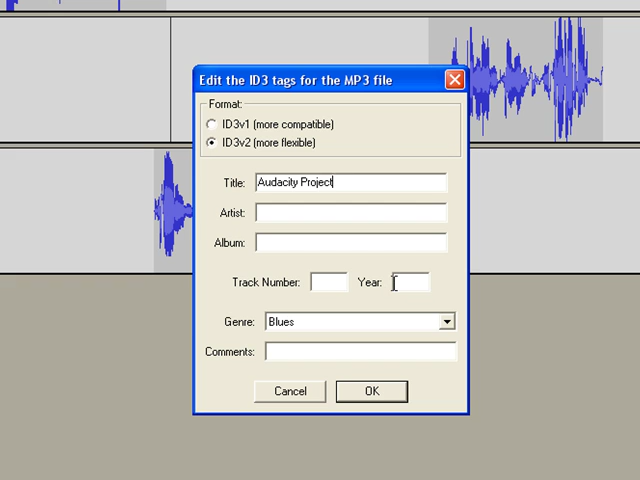 Edit the ID3 tags for the MP3 file
Format:
ID3v1 (more compatible)
ID3v2 (more flexible)
Title: Audacity Project
Artist:
Album:
Track Number: Year:
Genre: Blues
Comments:
Cancel OK